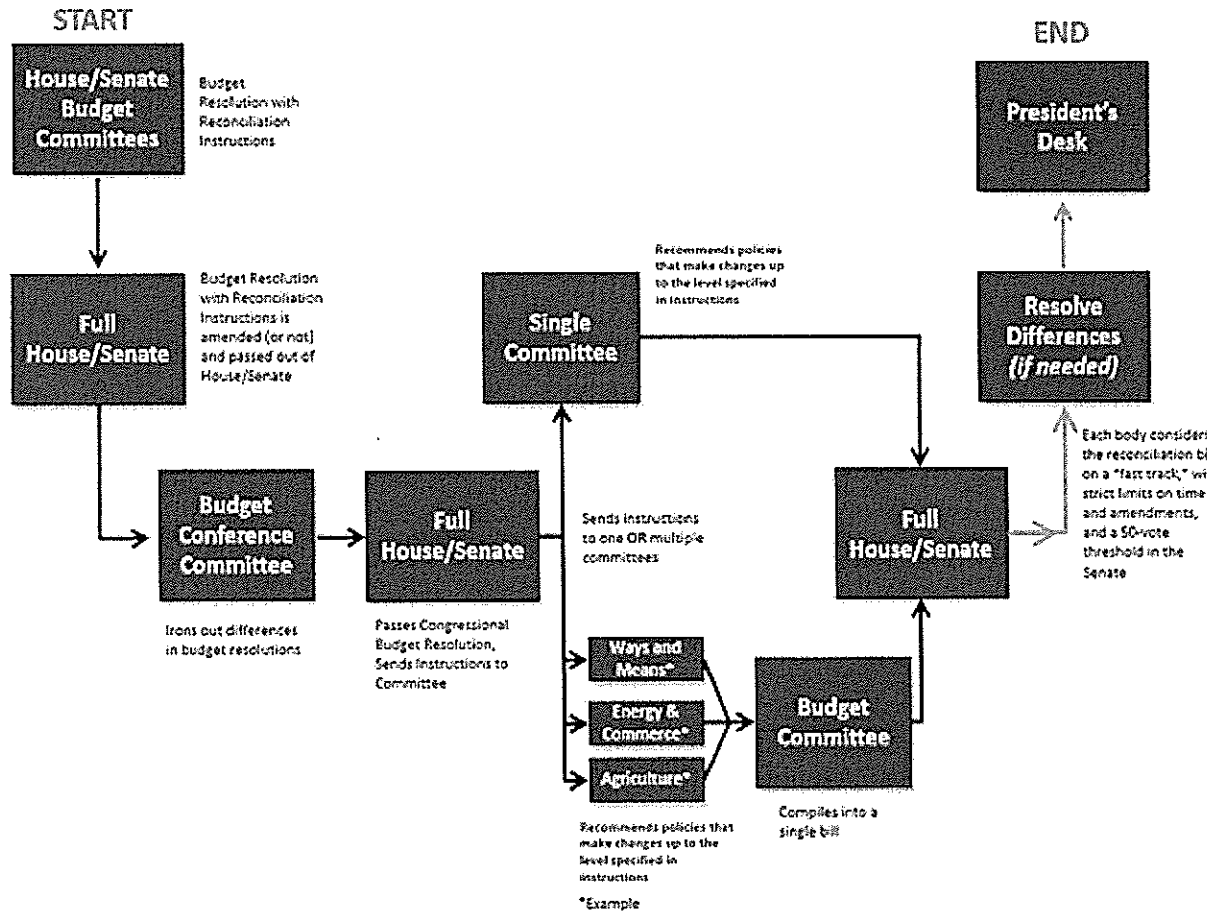 START
House/Senate
Budget
Committees
Budget
Resolution with
Reconciliation
Instructions
Full
House/Senate
Budget Resolution
with Reconciliation
Instructions is
amended (or not)
and passed out of
House/Senate
Budget
Conference
Committee
Irons out differences
in budget resolutions
Full
House/Senate
Passes Congressional
Budget Resolution,
Sends Instructions to
Committee
Sends instructions
to one OR multiple
committees
Single
Committee
Recommends policies
that make changes up
to the level specified
in instructions
Ways and
Means*
Energy &
Commerce*
Agriculture*
Recommends policies that
make changes up to the
level specified in
instructions
*Example
Budget
Committee
Compiles into a
single bill
Full
House/Senate
Each body consider
the reconciliation b
on a "fast track," wi
strict limits on time
and amendments,
and a 50-vote
threshold in the
Senate
Resolve
Differences
(if needed)
END
President's
Desk